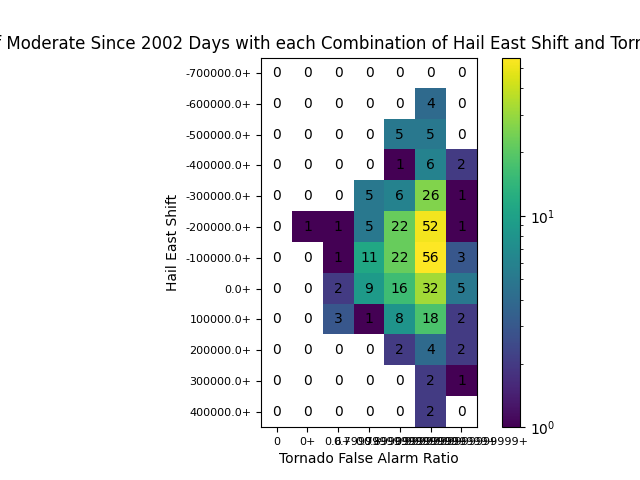 f Moderate Since 2002 Days with each Combination of Hail East Shift and Torn
-700000.0+ 0 0 0 0 0 0 0
-600000.0+ 0 0 0 0 0 4 0
-500000.0+ 0 0 0 0 5 5 0
-400000.0+ 0 0 0 0 1 6 2
-300000.0+ 0 0 0 5 6 26 1
-200000.0+ 0 1 1 5 22 52 1
-100000.0+ 0 0 1 11 22 56 3
0.0+ 0 0 2 9 16 32 5
100000.0+ 0 0 3 1 8 18 2
200000.0+ 0 0 0 0 2 4 2
300000.0+ 0 0 0 0 0 2 1
400000.0+ 0 0 0 0 0 2 0
0 0+
Tornado False Alarm Ratio
Hail East Shift
10^1
10^0